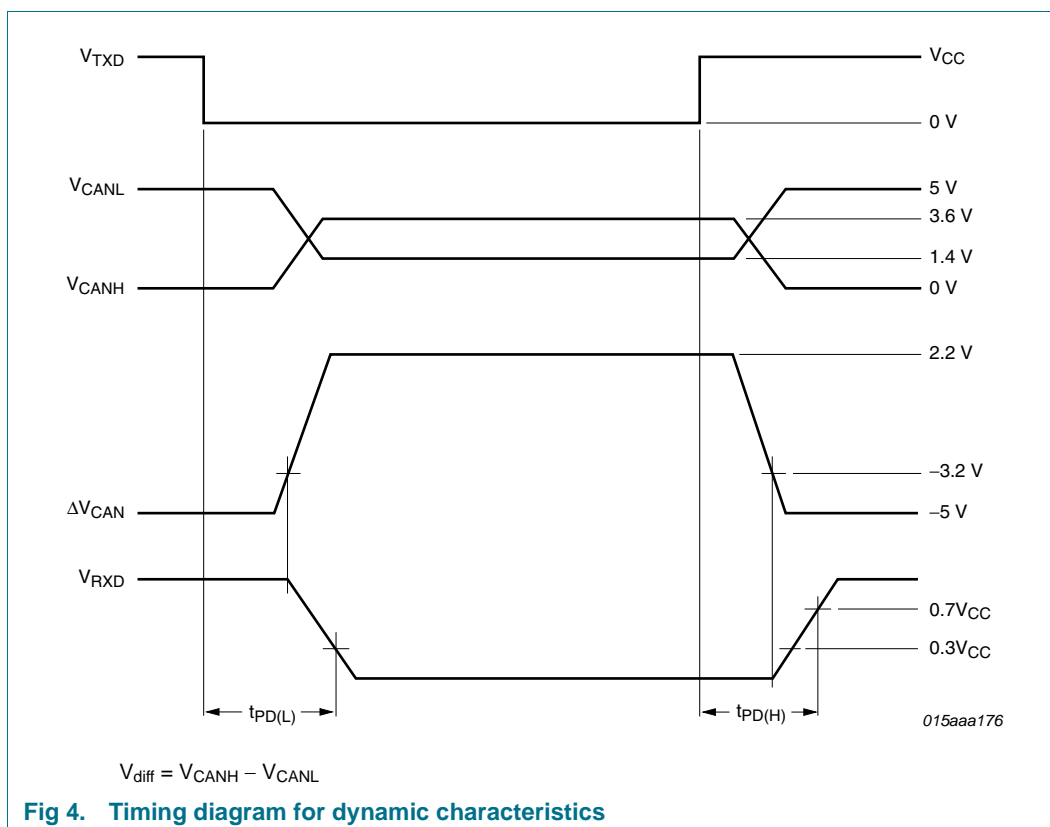 VTXD
VCC
0 V
VCANL
5 V
3.6 V
1.4 V
VCANH
0 V
2.2 V
−3.2 V
ΔVCAN
−5 V
VRXD
0.7VCC
0.3VCC
tPD(L)
tPD(H)
015aaa176
Vdiff = VCANH − VCANL
Fig 4. Timing diagram for dynamic characteristics